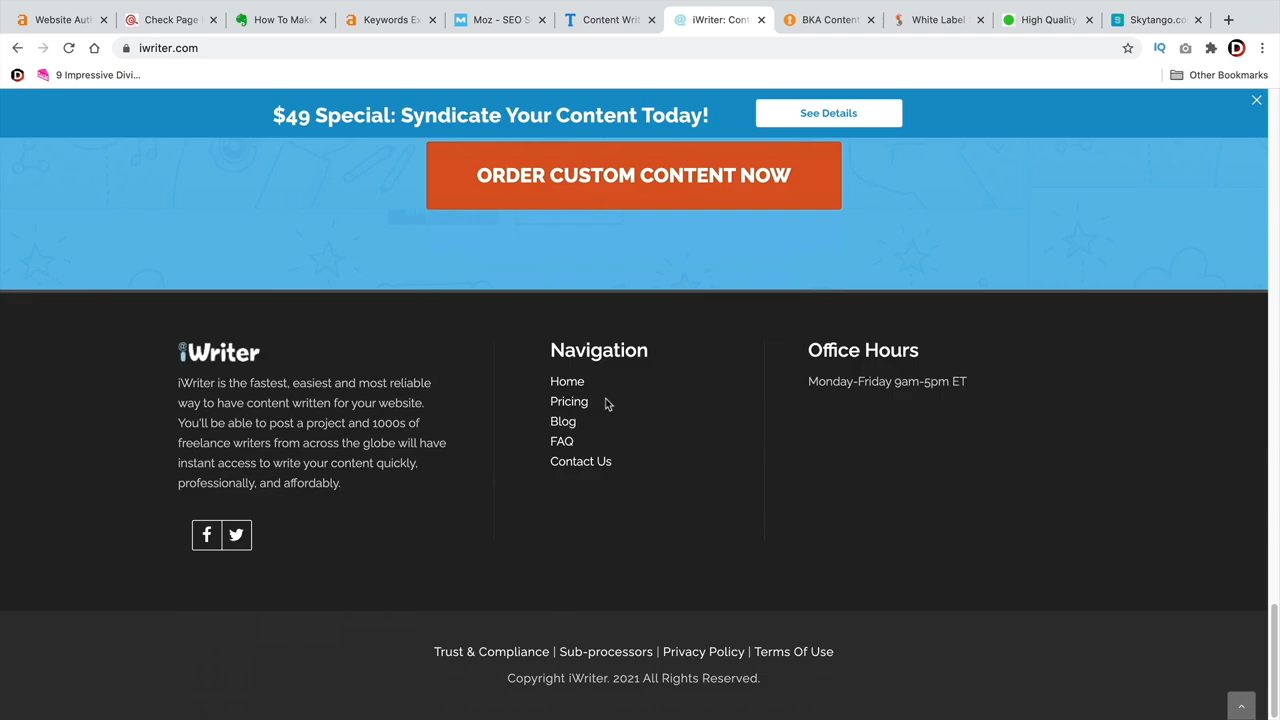 Website Aut
Check Page
How To Make
Keywords Ex
Moz - SEO S
Content Writ
iWriter: Cont
BKA Content
White Label
High Quality
Skytango.co
iwriter.com
9 Impressive Divi...
Other Bookmarks
$49 Special: Syndicate Your Content Today!
See Details
ORDER CUSTOM CONTENT NOW
iWriter
iWriter is the fastest, easiest and most reliable
way to have content written for your website.
You'll be able to post a project and 1000s of
freelance writers from across the globe will have
instant access to write your content quickly,
professionally, and affordably.
Navigation
Home
Pricing
Blog
FAQ
Contact Us
Office Hours
Monday-Friday 9am-5pm ET
Trust & Compliance | Sub-processors | Privacy Policy | Terms Of Use
Copyright iWriter. 2021 All Rights Reserved.